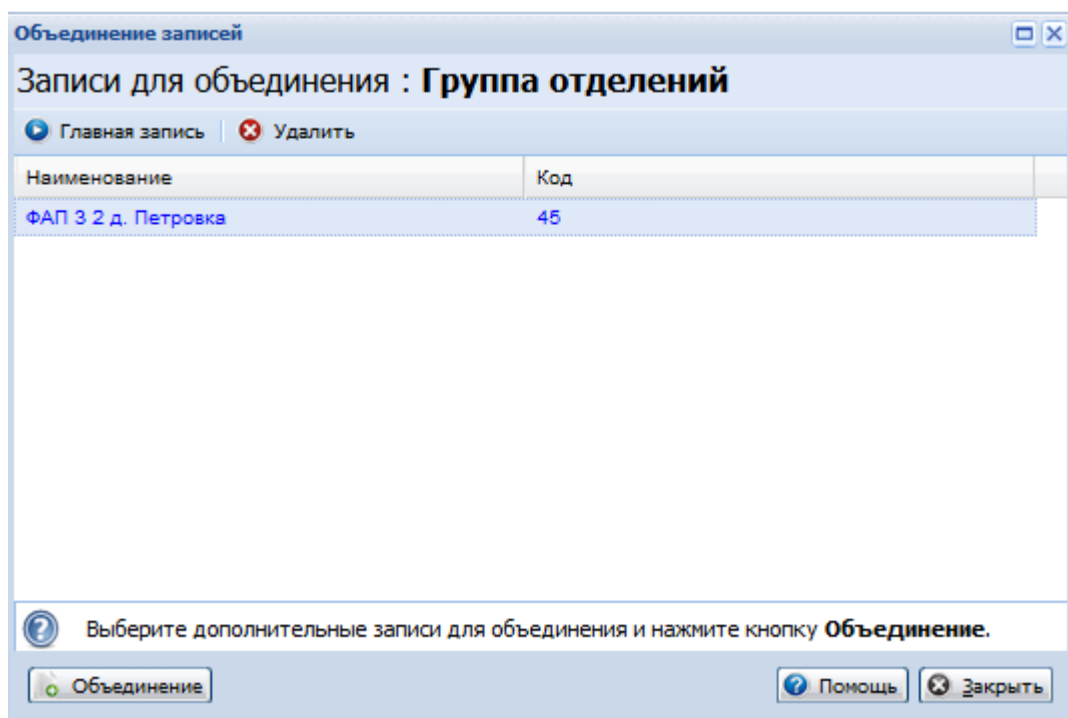 Объединение записей
Записи для объединения : Группа отделений
Главная запись Удалить
Наименование Код
ФАП 3 2 д. Петровка 45
Выберите дополнительные записи для объединения и нажмите кнопку Объединение.
Объединение Помощь Закрыть